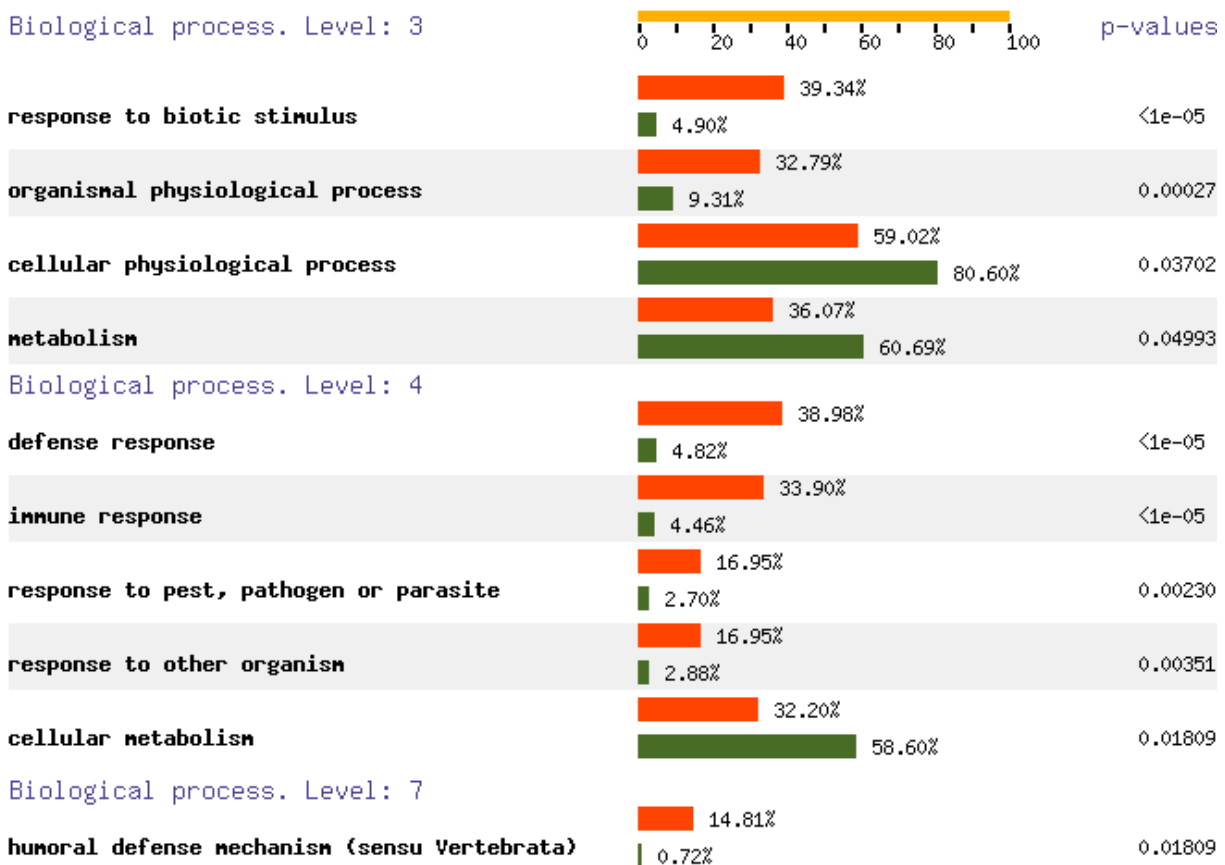 Biological process. Level: 3 p-values
0 20 40 60 80 100
39.34%
response to biotic stimulus <1e-05
4.90%
32.79%
organismal physiological process 0.00027
9.31%
59.02%
cellular physiological process 0.03702
80.60%
36.07%
metabolism 0.04993
60.69%
Biological process. Level: 4
38.98%
defense response <1e-05
4.82%
33.90%
immune response <1e-05
4.46%
16.95%
response to pest, pathogen or parasite 0.00230
2.70%
16.95%
response to other organism 0.00351
2.88%
32.20%
cellular metabolism 0.01809
58.60%
Biological process. Level: 7
14.81%
humoral defense mechanism (sensu Vertebrata) 0.01809
0.72%